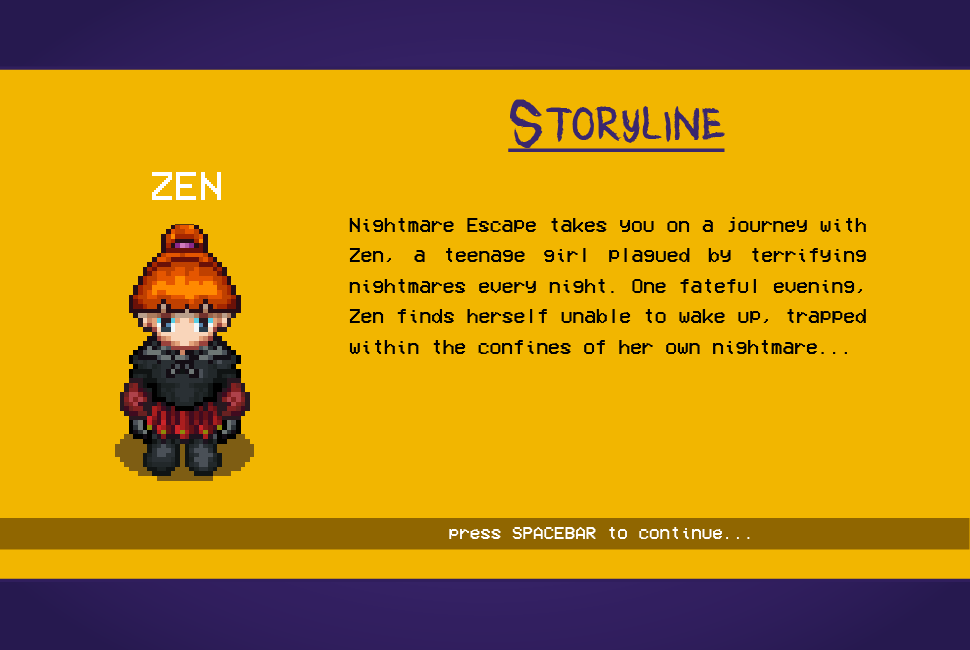 STORYLINE
ZEN
Nightmare Escape takes you on a journey with
Zen, a teenage girl plagued by terrifying
nightmares every night. One fateful evening,
Zen finds herself unable to wake up, trapped
within the confines of her own nightmare...
press SPACEBAR to continue...